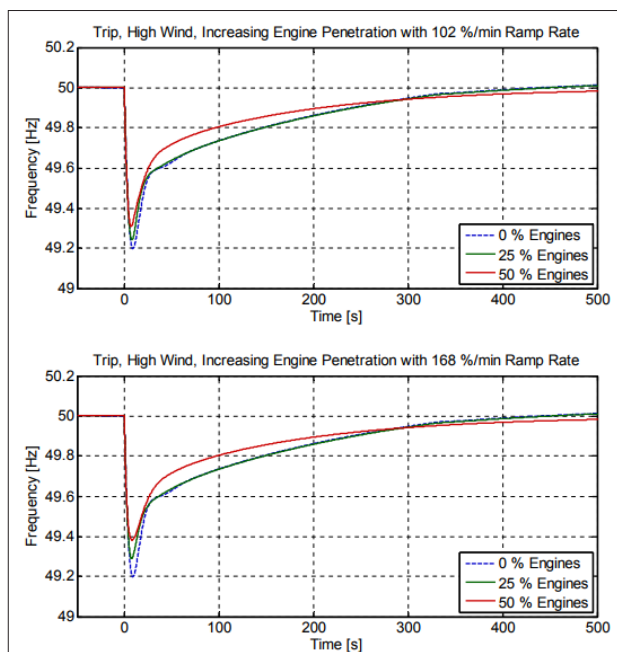 Trip, High Wind, Increasing Engine Penetration with 102 %/min Ramp Rate
50.2
50
49.8
49.6
49.4
49.2
49
Frequency [Hz]
0 % Engines
25 % Engines
50 % Engines
0
100
200
300
400
500
Time [s]
Trip, High Wind, Increasing Engine Penetration with 168 %/min Ramp Rate
50.2
50
49.8
49.6
49.4
49.2
49
Frequency [Hz]
0 % Engines
25 % Engines
50 % Engines
0
100
200
300
400
500
Time [s]